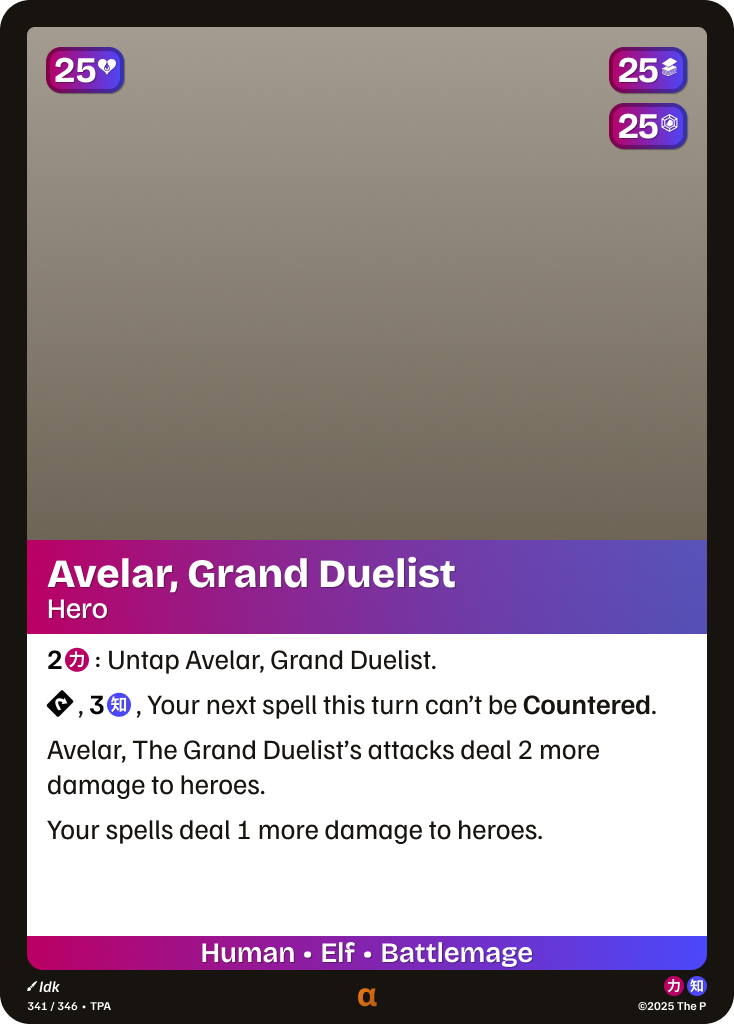 25
25
25
Avelar, Grand Duelist
Hero
2力: Untap Avelar, Grand Duelist.
, 3知, Your next spell this turn can’t be Countered.
Avelar, The Grand Duelist’s attacks deal 2 more
damage to heroes.
Your spells deal 1 more damage to heroes.
Human • Elf • Battlemage
Idk
341 / 346 • TPA
α
力 知
©2025 The P